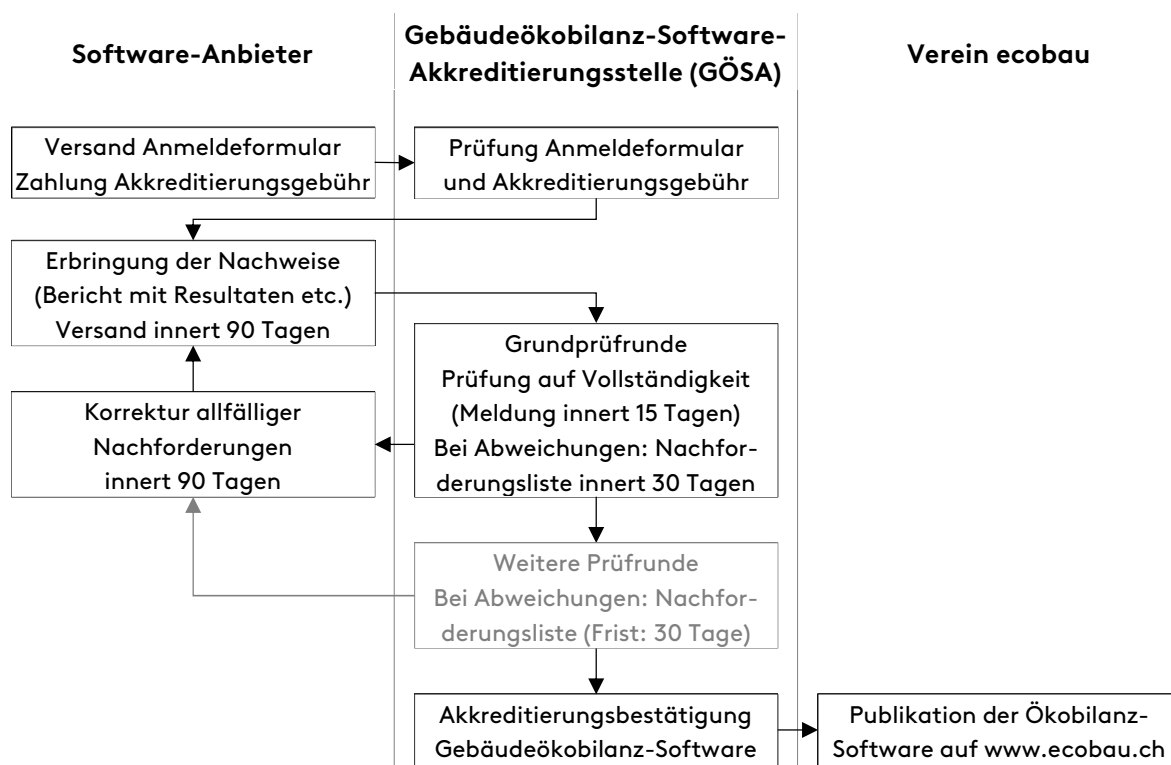 Software-Anbieter
Gebäudeökobilanz-Software-
Akkreditierungsstelle (GÖSA)
Verein ecobau
Versand Anmeldeformular
Zahlung Akkreditierungsgebühr
Prüfung Anmeldeformular
und Akkreditierungsgebühr
Erbringung der Nachweise
(Bericht mit Resultaten etc.)
Versand innert 90 Tagen
Grundprüfrunde
Prüfung auf Vollständigkeit
(Meldung innert 15 Tagen)
Bei Abweichungen: Nachfor-
derungsliste innert 30 Tagen
Korrektur allfälliger
Nachforderungen
innert 90 Tagen
Weitere Prüfrunde
Bei Abweichungen: Nachfor-
derungsliste (Frist: 30 Tage)
Akkreditierungsbestätigung
Gebäudeökobilanz-Software
Publikation der Ökobilanz-
Software auf www.ecobau.ch